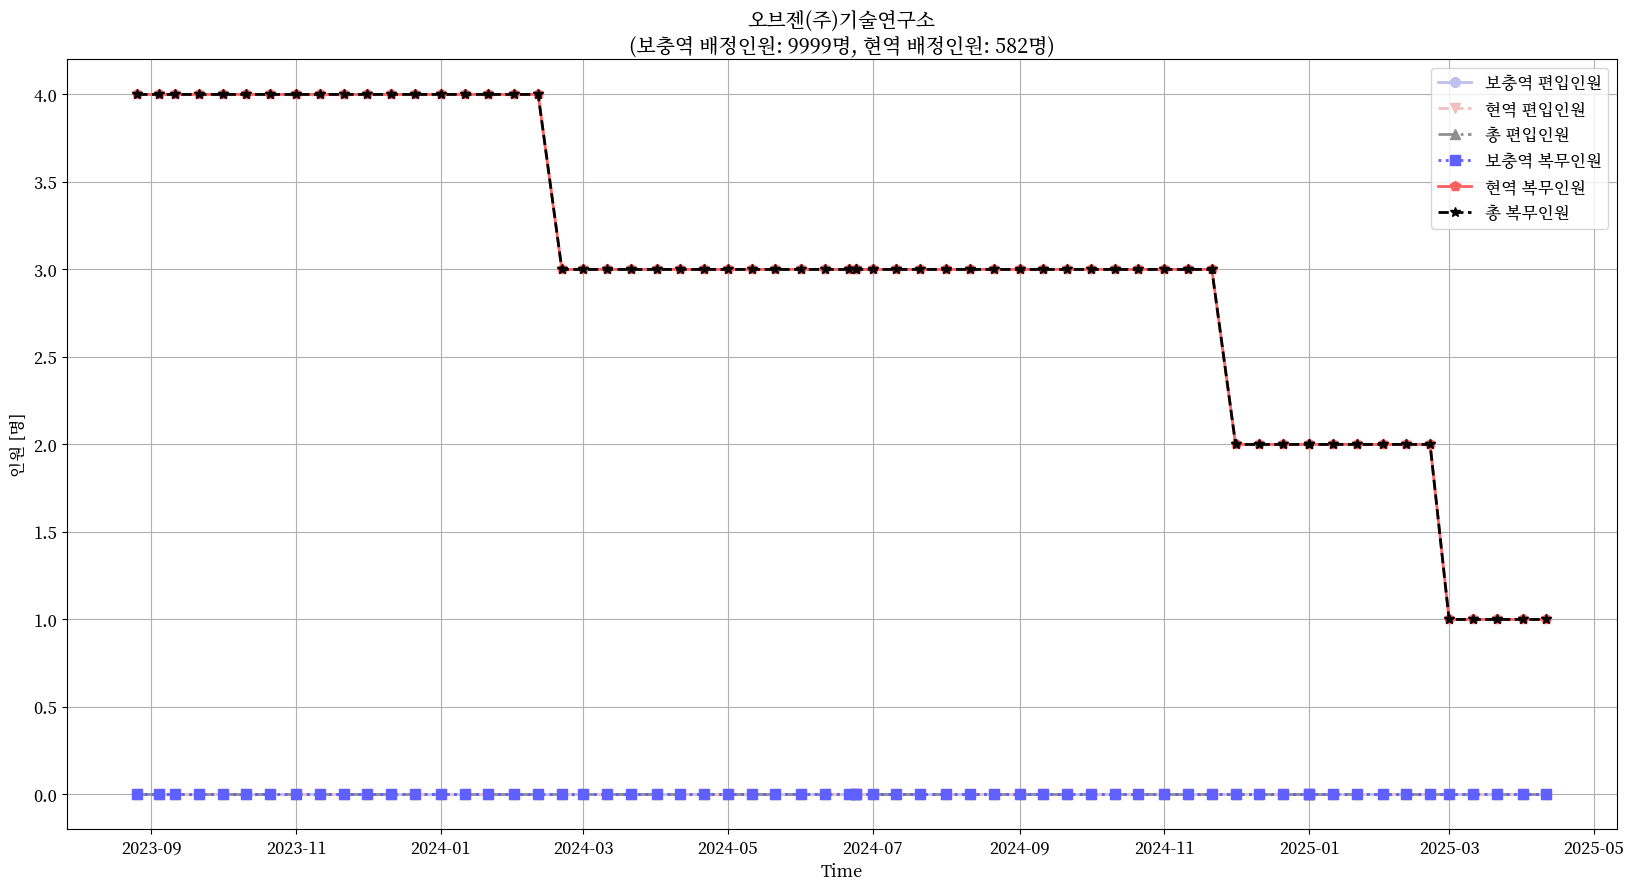 오브젠(주)기술연구소
(보충역 배정인원: 9999명, 현역 배정인원: 582명)
보충역 편입인원
현역 편입인원
총 편입인원
보충역 복무인원
현역 복무인원
총 복무인원
인원 [명]
4.0
3.5
3.0
2.5
2.0
1.5
1.0
0.5
0.0
2023-09 2023-11 2024-01 2024-03 2024-05 2024-07 2024-09 2024-11 2025-01 2025-03 2025-05
Time